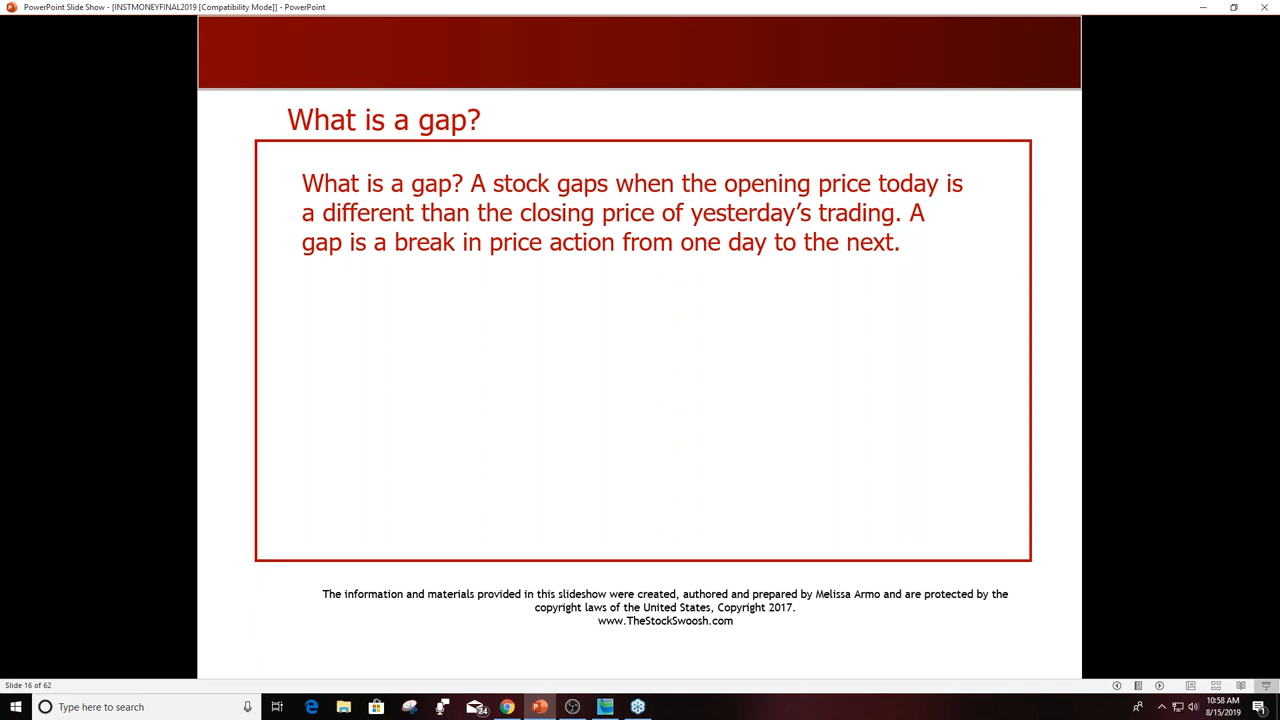 PowerPoint Slide Show - [INSTMONEYFINAL2019 [Compatibility Mode]] - PowerPoint
What is a gap?
What is a gap? A stock gaps when the opening price today is
a different than the closing price of yesterday’s trading. A
gap is a break in price action from one day to the next.
The information and materials provided in this slideshow were created, authored and prepared by Melissa Armo and are protected by the
copyright laws of the United States, Copyright 2017.
www.TheStockSwoosh.com
Slide 16 of 62
Type here to search
24
10:58 AM
8/15/2019
1